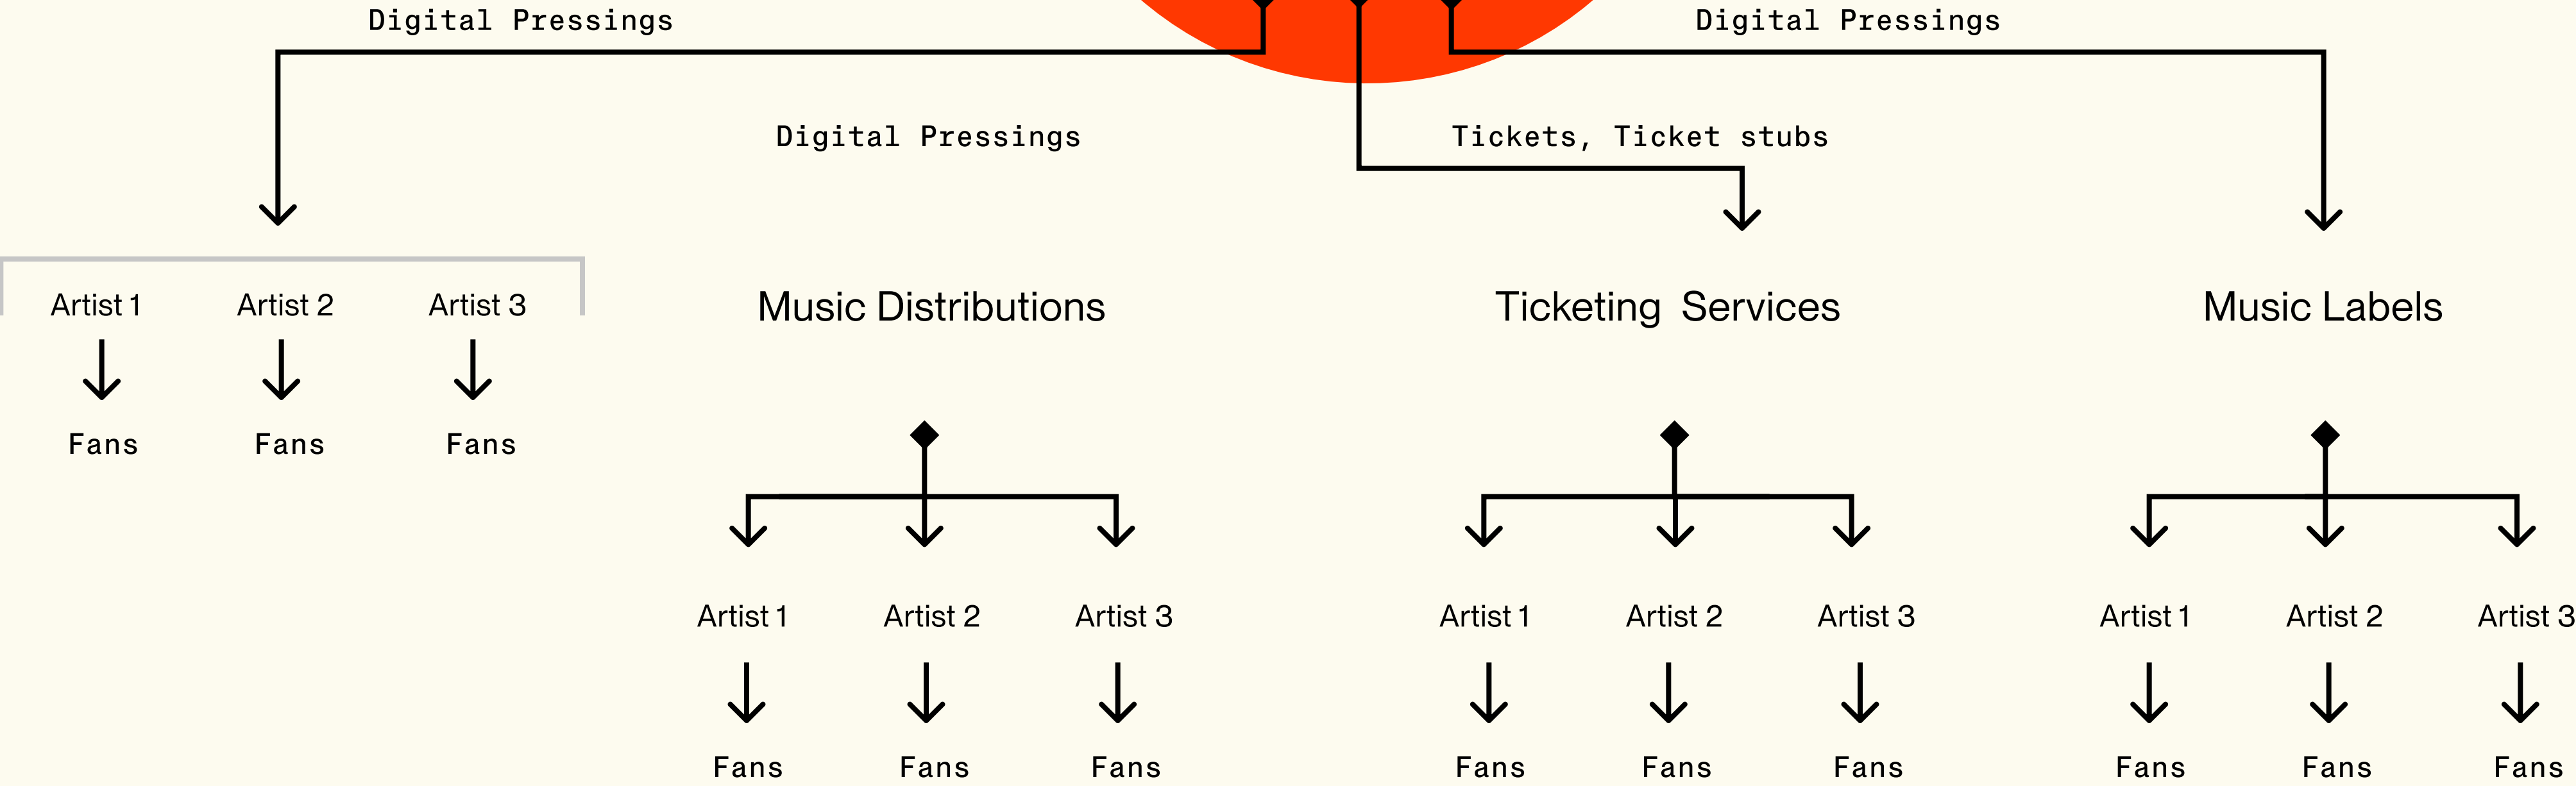 Digital Pressings
Digital Pressings
Digital Pressings
Tickets, Ticket stubs
Artist 1
Artist 2
Artist 3
Music Distributions
Ticketing  Services
Music Labels
Fans
Fans
Fans
Artist 1
Artist 2
Artist 3
Artist 1
Artist 2
Artist 3
Artist 1
Artist 2
Artist 3
Fans
Fans
Fans
Fans
Fans
Fans
Fans
Fans
Fans